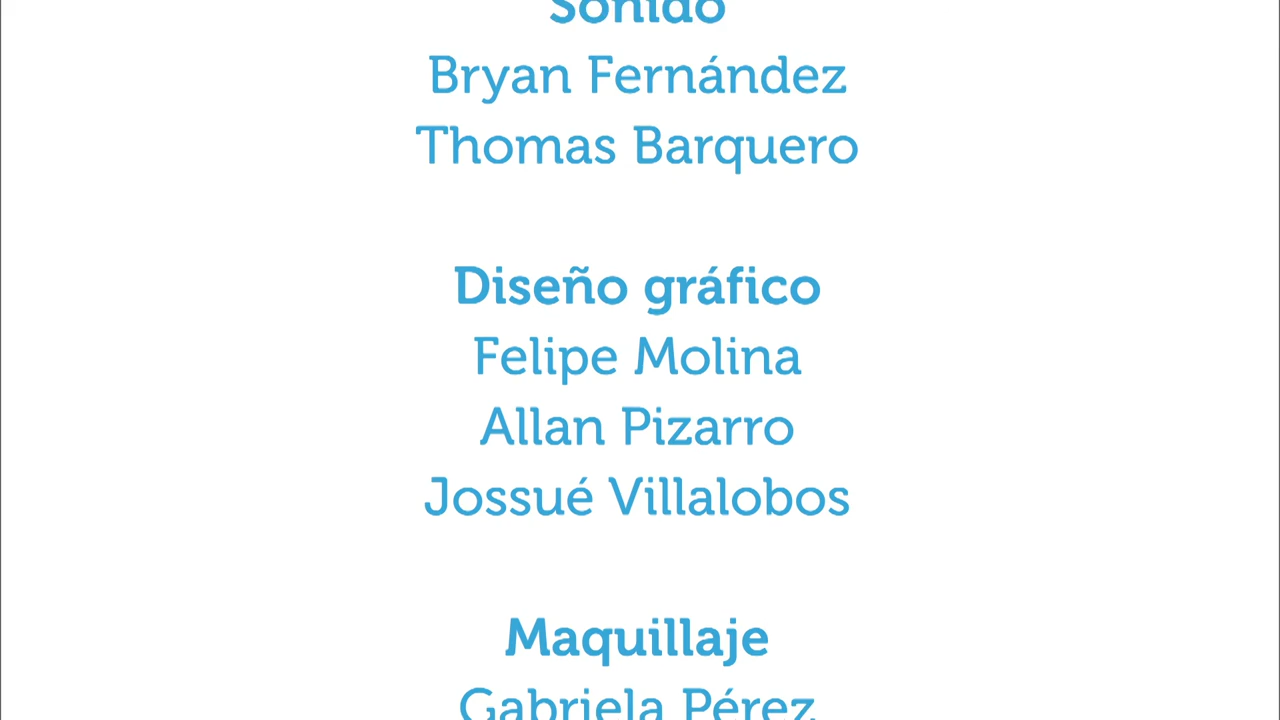 Sonido
Bryan Fernández
Thomas Barquero
Diseño gráfico
Felipe Molina
Allan Pizarro
Jossué Villalobos
Maquillaje
Gabriela Pérez